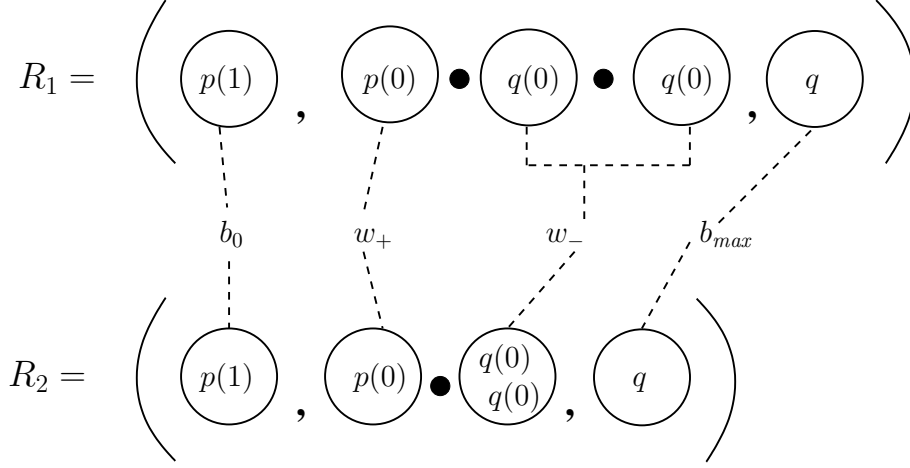 R₁ = ( p(1) , p(0) • q(0) • q(0) , q )
b₀ w₊ w₋ bₘₐₓ
R₂ = ( p(1) , p(0) • q(0) q(0) , q )